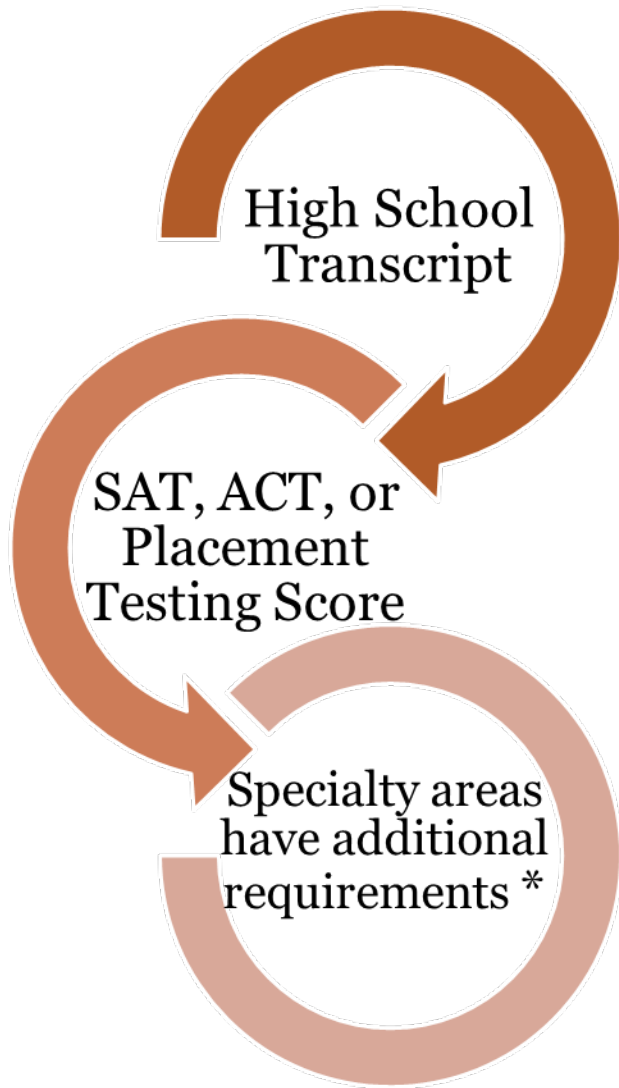 High School
Transcript
SAT, ACT, or
Placement
Testing Score
Specialty areas
have additional
requirements *